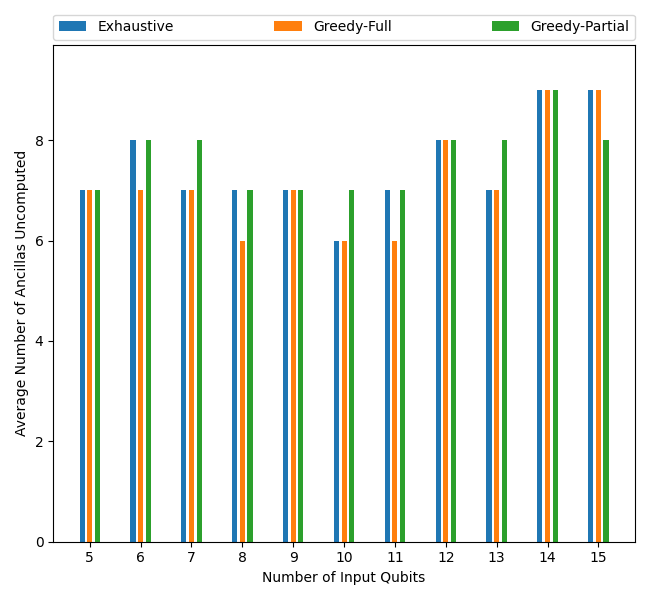 Exhaustive Greedy-Full Greedy-Partial
Average Number of Ancillas Uncomputed
8
6
4
2
0
5 6 7 8 9 10 11 12 13 14 15
Number of Input Qubits